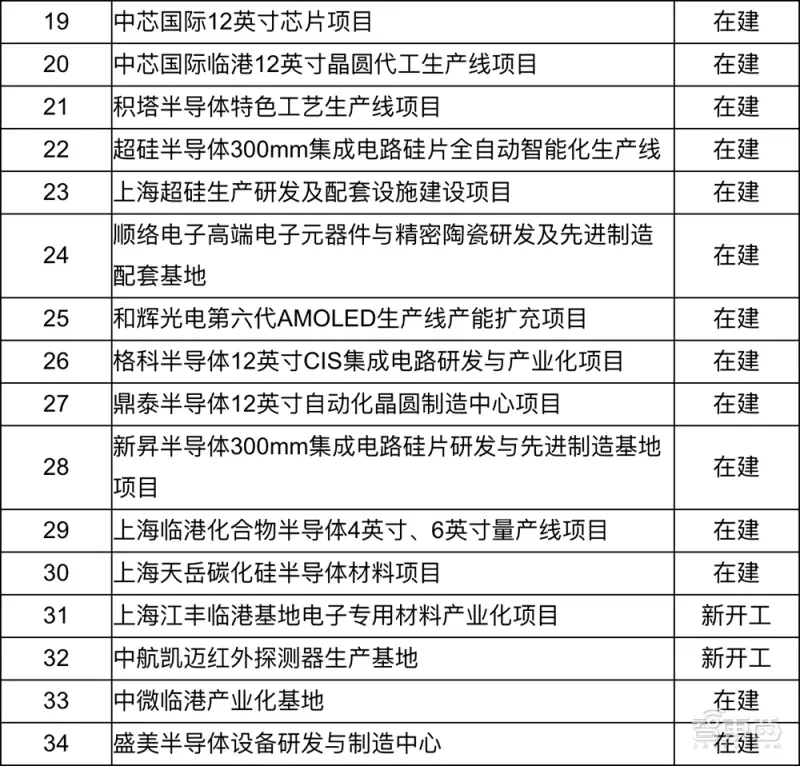 19 中芯国际12英寸芯片项目 在建
20 中芯国际临港12英寸晶圆代工生产线项目 在建
21 积塔半导体特色工艺生产线项目 在建
22 超硅半导体300mm集成电路硅片全自动智能化生产线 在建
23 上海超硅生产研发及配套设施建设项目 在建
24 顺络电子高端电子元器件与精密陶瓷研发及先进制造
配套基地 在建
25 和辉光电第六代AMOLED生产线产能扩充项目 在建
26 格科半导体12英寸CIS集成电路研发与产业化项目 在建
27 鼎泰半导体12英寸自动化晶圆制造中心项目 在建
28 新昇半导体300mm集成电路硅片研发与先进制造基地
项目 在建
29 上海临港化合物半导体4英寸、6英寸量产线项目 在建
30 上海天岳碳化硅半导体材料项目 在建
31 上海江丰临港基地电子专用材料产业化项目 新开工
32 中航凯迈红外探测器生产基地 新开工
33 中微临港产业化基地 在建
34 盛美半导体设备研发与制造中心 在建
智東尚